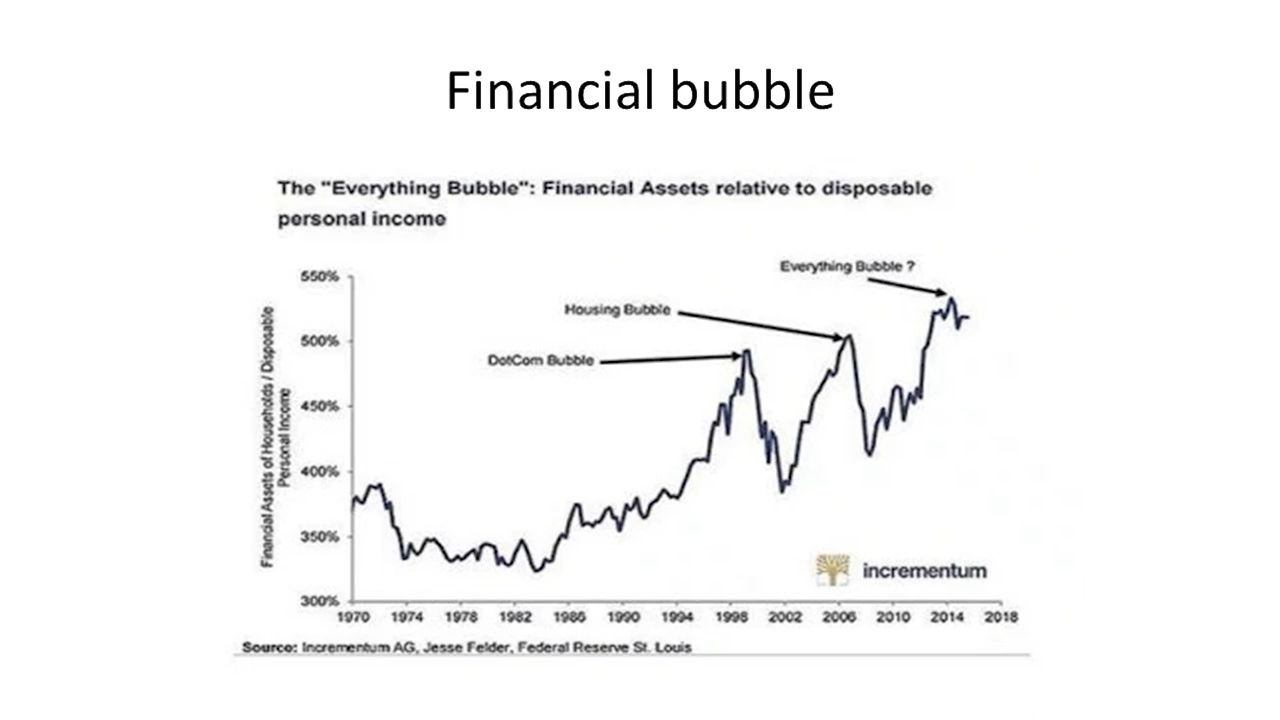 Financial bubble
The "Everything Bubble": Financial Assets relative to disposable
personal income
Everything Bubble ?
Housing Bubble
DotCom Bubble
Financial Assets of Households / Disposable
Personal Income
550%
500%
450%
400%
350%
300%
1970 1974 1978 1982 1986 1990 1994 1998 2002 2006 2010 2014 2018
incrementum
Source: Incrementum AG, Jesse Felder, Federal Reserve St. Louis